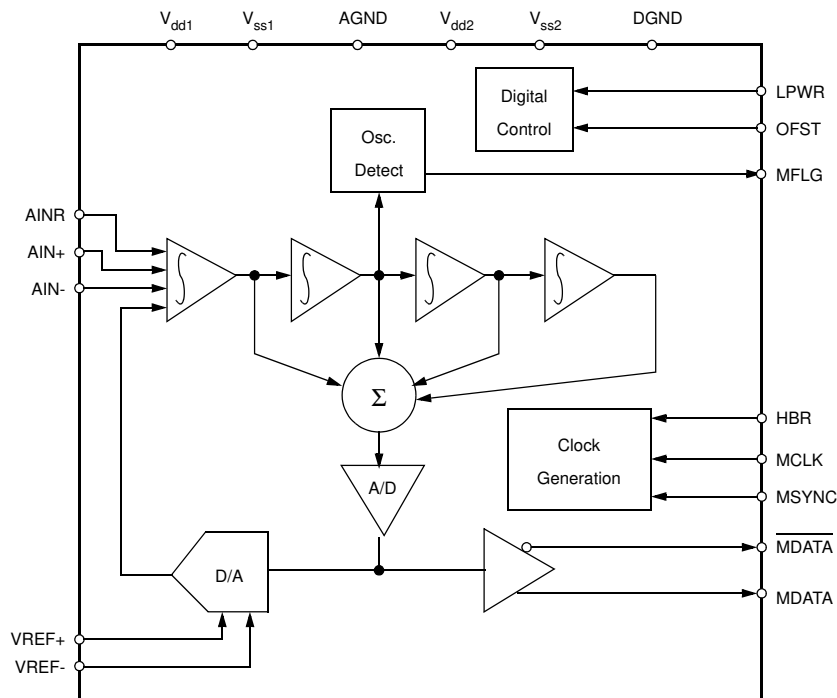 Vdd1 Vss1 AGND Vdd2 Vss2 DGND
Digital
Control
LPWR
OFST
Osc.
Detect
MFLG
AINR
AIN+
AIN-
∫ ∫ ∫ ∫
Σ
HBR
Clock
Generation
MCLK
MSYNC
A/D
MDATA
D/A
MDATA
VREF+
VREF-